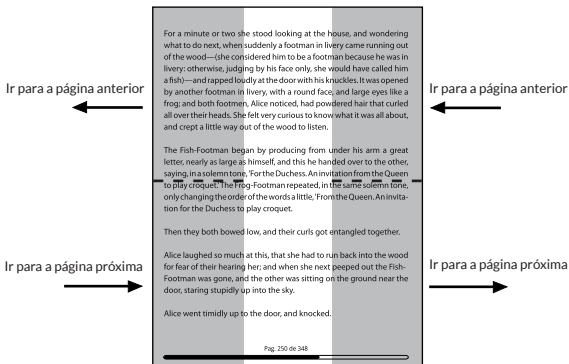 For a minute or two she stood looking at the house, and wondering
what to do next, when suddenly a footman in livery came running out
of the wood—(she considered him to be a footman because he was in
livery: otherwise, judging by his face only, she would have called him
a fish)—and rapped loudly at the door with his knuckles. It was opened
by another footman in livery, with a round face, and large eyes like a
frog; and both footmen, Alice noticed, had powdered hair that curled
all over their heads. She felt very curious to know what it was all about,
and crept a little way out of the wood to listen.
Ir para a página anterior
Ir para a página anterior
The Fish-Footman began by producing from under his arm a great
letter, nearly as large as himself, and this he handed over to the other,
saying, in a solemn tone, 'For the Duchess. An invitation from the Queen
to play croquet.' The Frog-Footman repeated, in the same solemn tone,
only changing the order of the words a little, 'From the Queen. An invita-
tion for the Duchess to play croquet.
Then they both bowed low, and their curls got entangled together.
Alice laughed so much at this, that she had to run back into the wood
for fear of their hearing her; and when she next peeped out the Fish-
Footman was gone, and the other was sitting on the ground near the
door, staring stupidly up into the sky.
Ir para a página próxima
Ir para a página próxima
Alice went timidly up to the door, and knocked.
Pag. 250 de 348